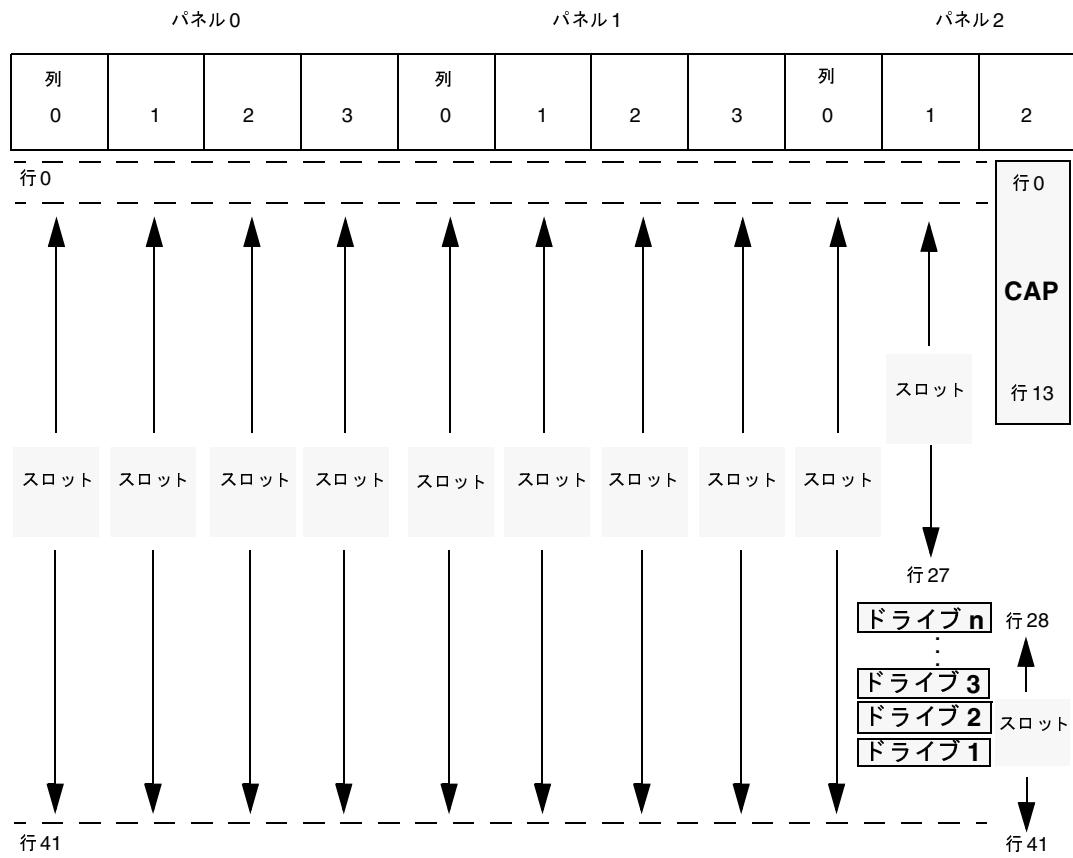 パネル0 パネル1 パネル2
列 列 列
0 1 2 3 0 1 2 3 0 1 2
行0 行0
CAP
スロット 行13
スロット スロット スロット スロット スロット スロット スロット スロット スロット
行27
ドライブn 行28
ドライブ3
ドライブ2 スロット
ドライブ1
行41 行41